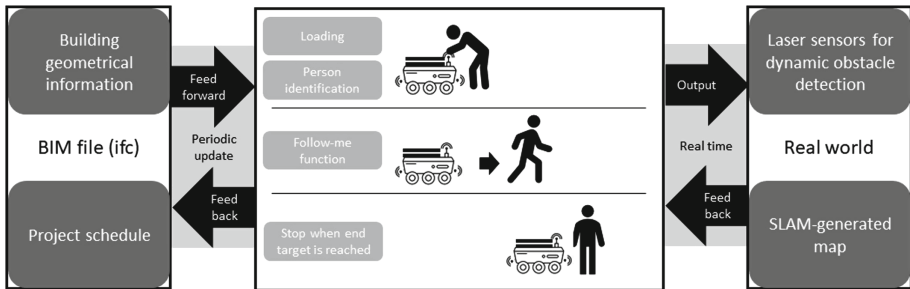 Building
geometrical
information
BIM file (ifc)
Project schedule
Feed
forward
Periodic
update
Feed
back
Loading
Person
identification
Follow-me
function
Stop when end
target is reached
Output
Real time
Feed
back
Laser sensors for
dynamic obstacle
detection
Real world
SLAM-generated
map